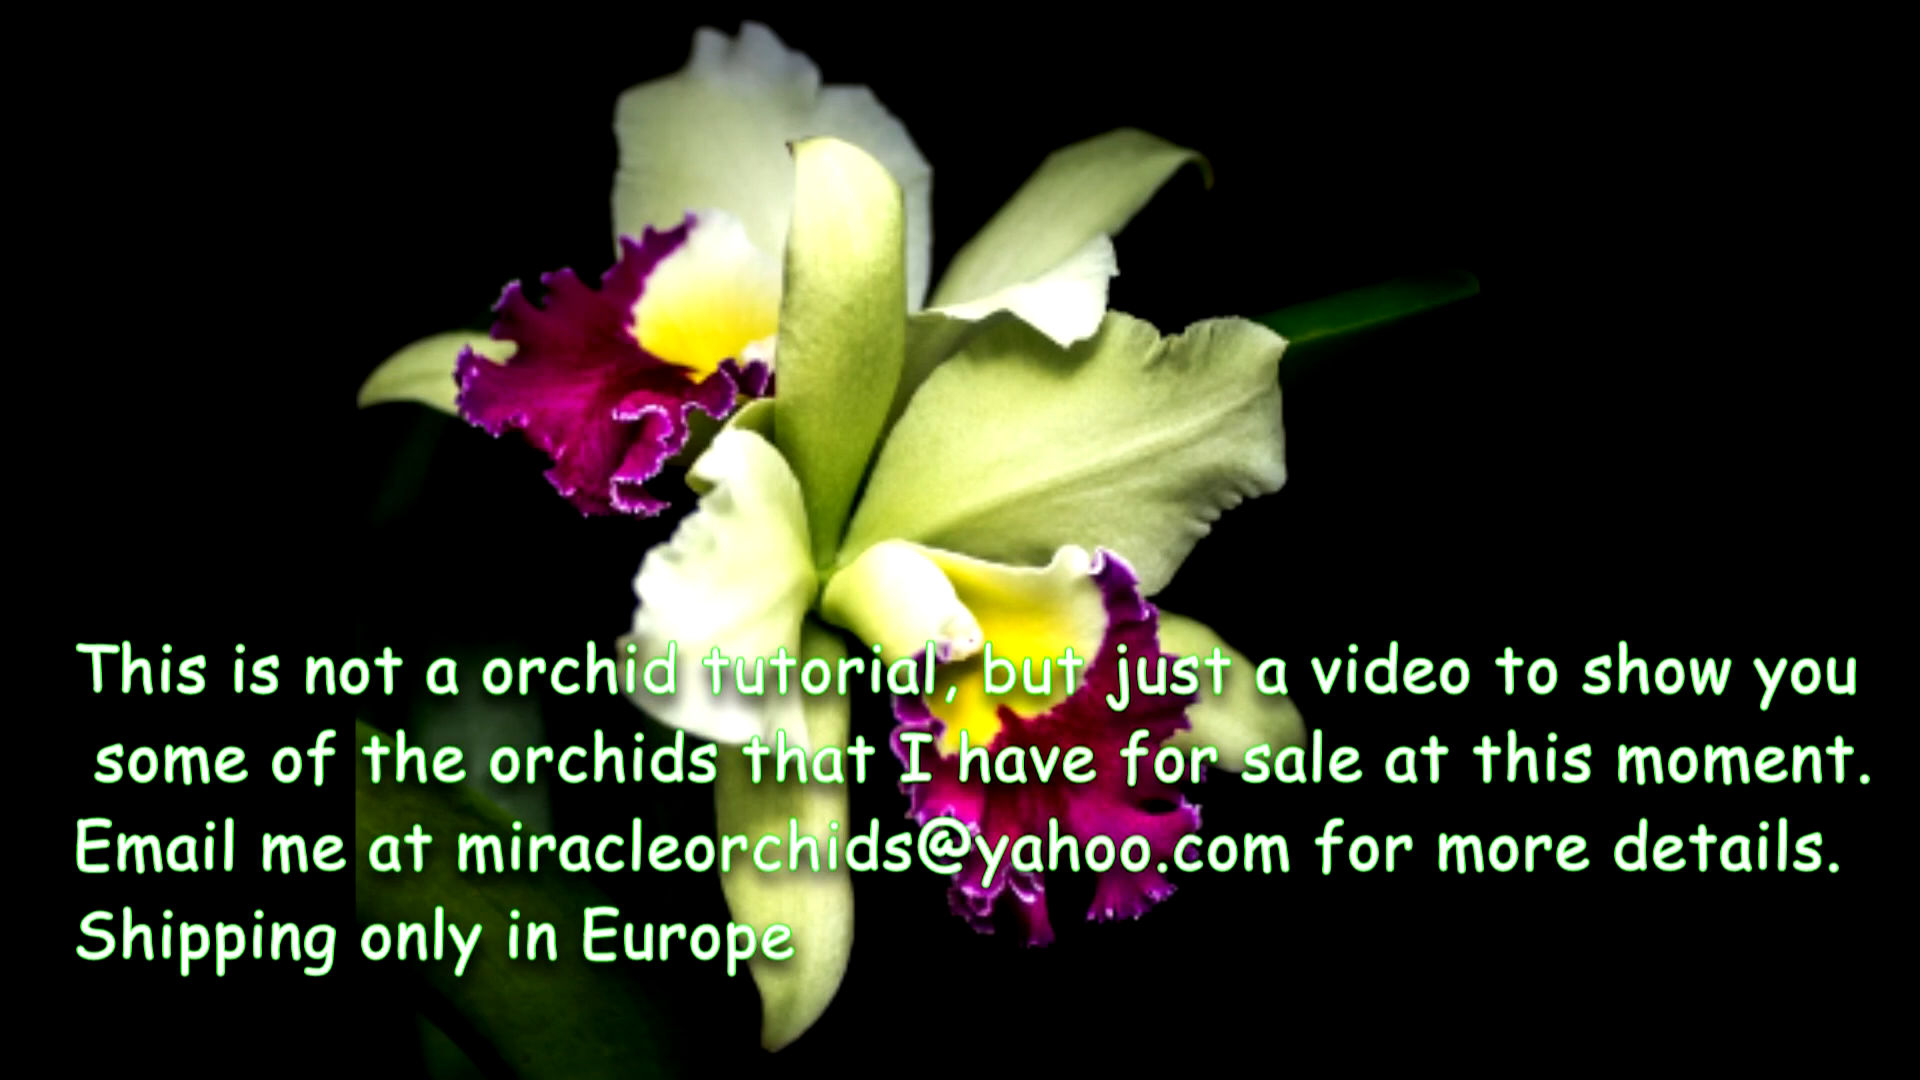 This is not a orchid tutorial, but just a video to show you
some of the orchids that I have for sale at this moment.
Email me at miracleorchids@yahoo.com for more details.
Shipping only in Europe